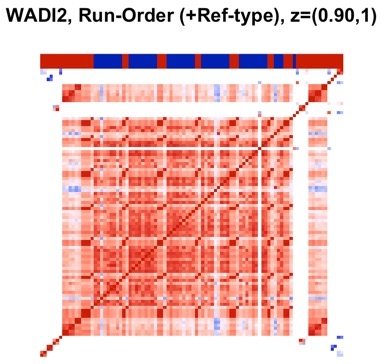 WADI2, Run-Order (+Ref-type), z=(0.90,1)